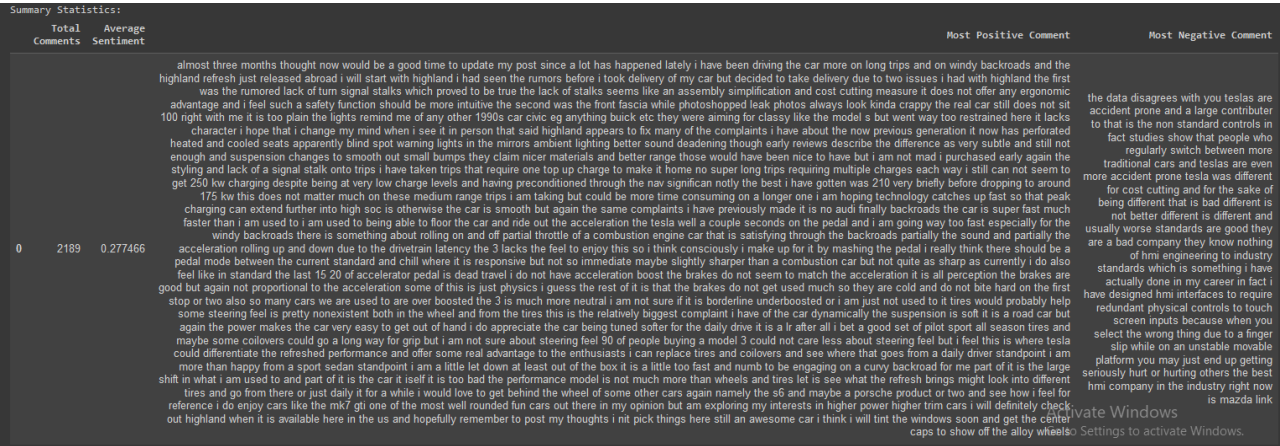 Summary Statistics:
Total Comments Average Sentiment Most Positive Comment Most Negative Comment
almost three months thought now would be a good time to update my post since a lot has happened lately i have been driving the car more on long trips and on windy backroads and the
highland refresh just released abroad i will start with highland i had seen the rumors before i took delivery of my car but decided to take delivery due to two issues i had with highland the first
was the rumored lack of turn signal stalks which proved to be true the lack of stalks seems like an assembly simplification and cost cutting measure it does not offer any ergonomic
advantage and i feel such a safety function should be more intuitive the second was the front fascia while photoshopped leak photos always look kinda crappy the real car still does not sit
100 right with me it is too plain the lights remind me of any other 1990s car civic eg anything buick etc they were aiming for classy like the model s but went way too restrained here it lacks
character i hope that i change my mind when i see it in person that said highland appears to fix many of the complaints i have about the now previous generation it now has perforated
heated and cooled seats apparently blind spot warning lights in the mirrors ambient lighting better sound deadening though early reviews describe the difference as very subtle and still not
enough and suspension changes to smooth out small bumps they claim nicer materials and better range those would have been nice to have but i am not mad i purchased early again the
styling and lack of a signal stalk onto trips i have taken trips that require one top up charge to make it home no super long trips requiring multiple charges each way i still can not seem to
get 250 kw charging despite being at very low charge levels and having preconditioned through the nav significan notly the best i have gotten was 210 very briefly before dropping to around
175 kw this does not matter much on these medium range trips i am taking but could be more time consuming on a longer one i am hoping technology catches up fast so that peak
charging can extend further into high soc is otherwise the car is smooth but again the same complaints i have previously made it is no audi finally backroads the car is super fast much
faster than i am used to i am used to being able to floor the car and ride out the acceleration the tesla well a couple seconds on the pedal and i am going way too fast especially for the
windy backroads there is something about rolling on and off partial throttle of a combustion engine car that is satisfying through the backroads partially the sound and partially the
acceleration rolling up and down due to the drivetrain latency the 3 lacks the feel to enjoy this so i think consciously i make up for it by mashing the pedal i really think there should be a
pedal mode between the current standard and chill where it is responsive but not so immediate maybe slightly sharper than a combustion car but not quite as sharp as currently i do also
feel like in standard the last 15 20 of accelerator pedal is dead travel i do not have acceleration boost the brakes do not seem to match the acceleration it is all perception the brakes are
good but again not proportional to the acceleration some of this is just physics i guess the rest of it is that the brakes do not get used much so they are cold and do not bite hard on the first
stop or two also so many cars we are used to are over boosted the 3 is much more neutral i am not sure if it is borderline underboosted or i am just not used to it tires would probably help
some steering feel is pretty nonexistent both in the wheel and from the tires this is the relatively biggest complaint i have of the car dynamically the suspension is soft it is a road car but
again the power makes the car very easy to get out of hand i do appreciate the car being tuned softer for the daily drive it is a lr after all i bet a good set of pilot sport all season tires and
maybe some coilovers could go a long way for grip but i am not sure about steering feel 90 of people buying a model 3 could not care less about steering feel but i feel this is where tesla
could differentiate the refreshed performance and offer some real advantage to the enthusiasts i can replace tires and coilovers and see where that goes from a daily driver standpoint i am
more than happy from a sport sedan standpoint i am a little let down at least out of the box it is a little too fast and numb to be engaging on a curvy backroad for me part of it is the large
shift in what i am used to and part of it is the car it itself it is too bad the performance model is not much more than wheels and tires let is see what the refresh brings might look into different
tires and go from there or just daily it for a while i would love to get behind the wheel of some other cars again namely the s6 and maybe a porsche product or two and see how i feel for
reference i do enjoy cars like the mk7 gti one of the most well rounded fun cars out there in my opinion but am exploring my interests in higher power higher trim cars i will definitely check
out highland when it is available here in the us and hopefully remember to post my thoughts i nit pick things here still an awesome car i think i will tint the windows soon and get the center
caps to show off the alloy wheels
0 2189 0.277466
the data disagrees with you teslas are
accident prone and a large contributer
to that is the non standard controls in
fact studies show that people who
regularly switch between more
traditional cars and teslas are even
more accident prone tesla was different
for cost cutting and for the sake of
being different that is bad different is
not better different is different and
usually worse standards are good they
are a bad company they know nothing
of hmi engineering to industry
standards which is something i have
actually done in my career in fact i
have designed hmi interfaces to require
redundant physical controls to touch
screen inputs because when you
select the wrong thing due to a finger
slip while on an unstable movable
platform you may just end up getting
seriously hurt or hurting others the best
hmi company in the industry right now
is mazda link
Activate Windows
Go to Settings to activate Windows.